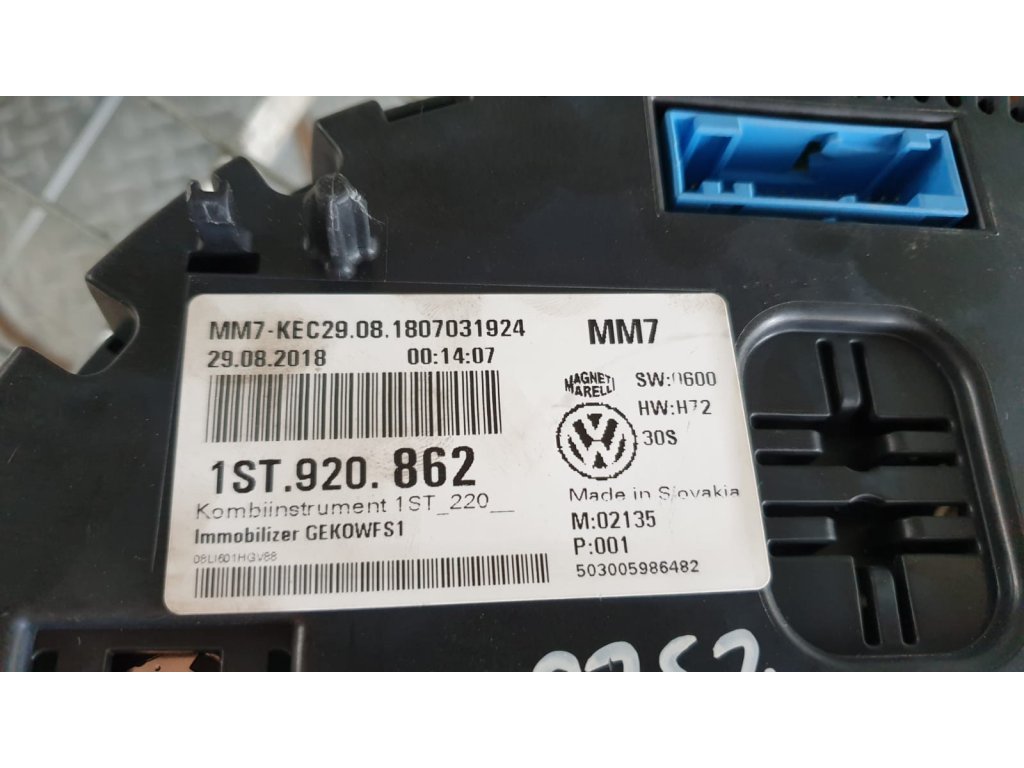 MM7-KEC29.08.1807031924
29.08.2018 00:14:07
MM7
MAGNETI
MARELLI
SW:0600
HW:H72
30S
1ST.920. 862
Kombiinstrument 1ST_220__
Immobilizer GEKOWFS1
Made in Slovakia
M:02135
P:001
503005986482